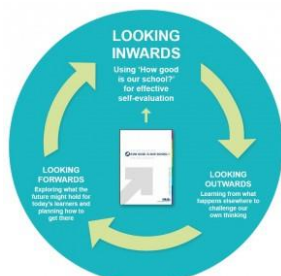 LOOKING
INWARDS
Using 'How good
is our school?'
for effective
self-evaluation
LOOKING
OUTWARDS
Learning from what
happens elsewhere to
challenge our
own thinking
LOOKING
FORWARDS
Exploring what the
future might hold for
today's learners and
planning how to
get there